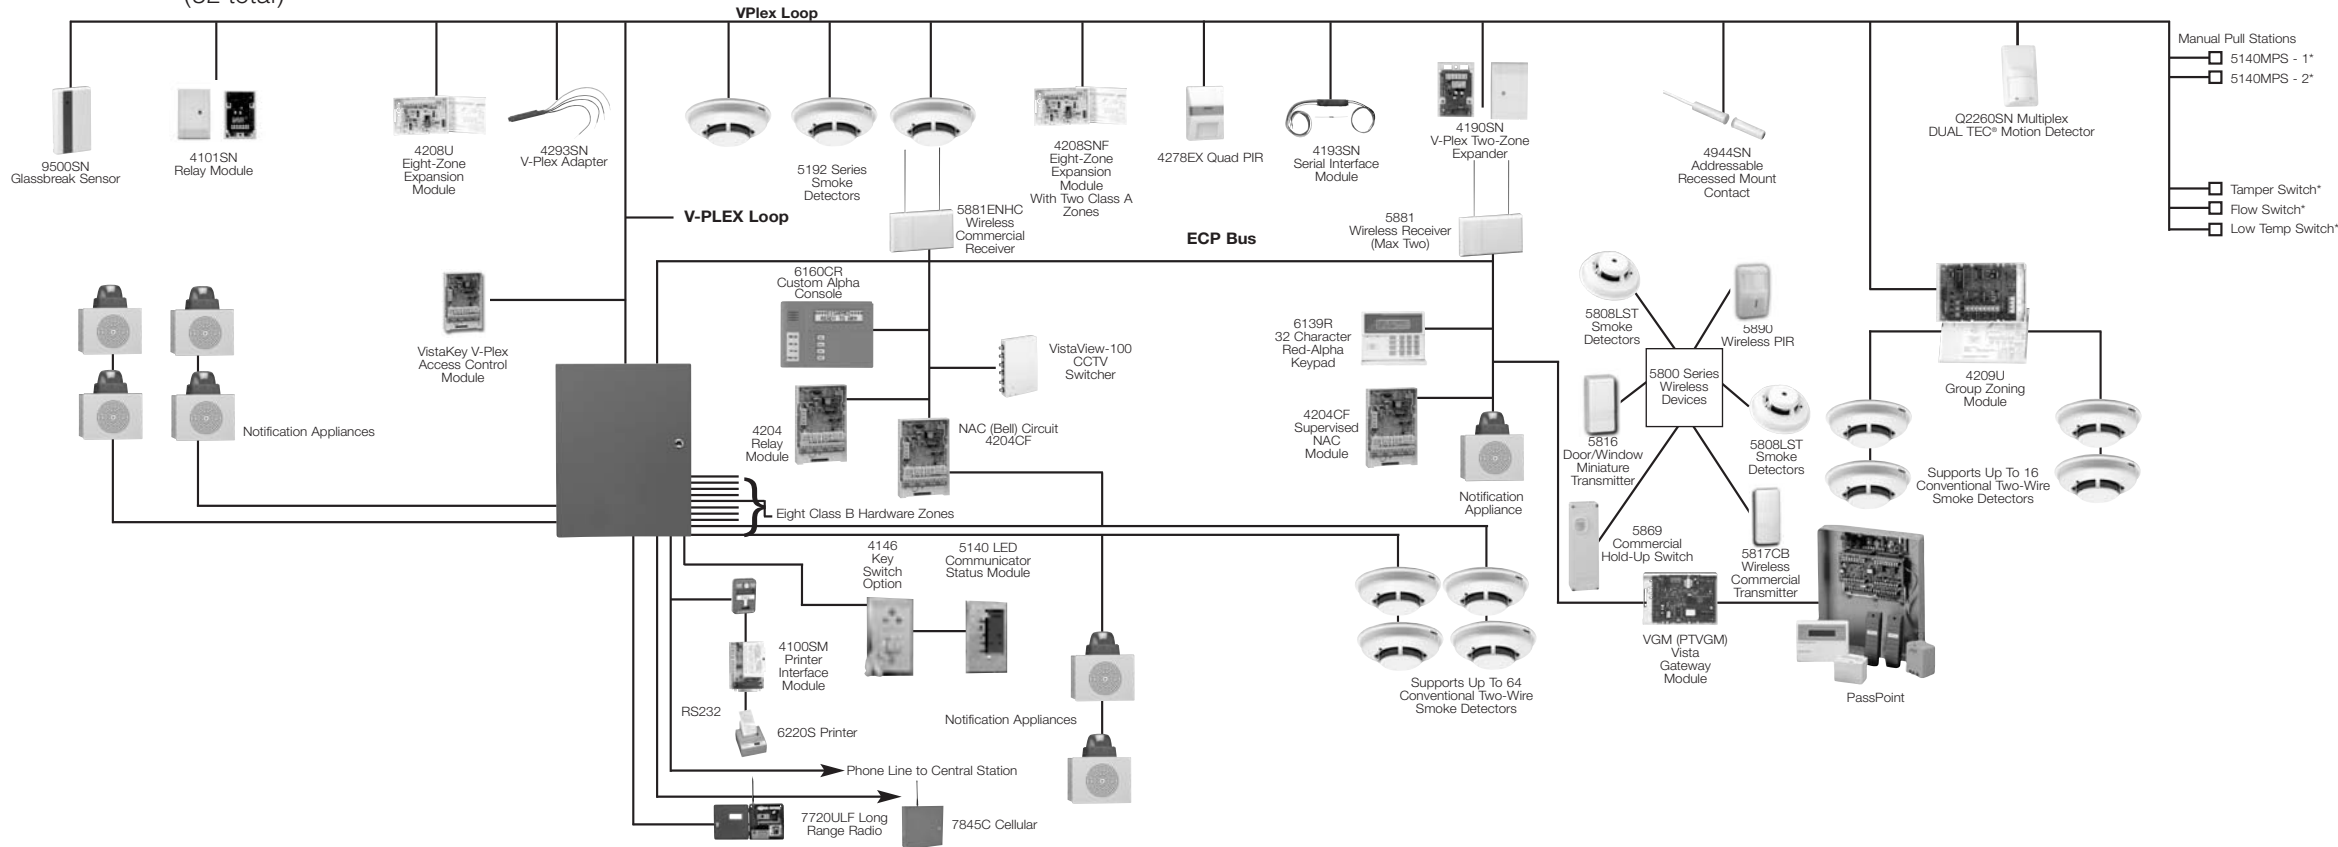 VPlex Loop
Manual Pull Stations
5140MPS - 1*
5140MPS - 2*
9500SN
Glassbreak Sensor
4101SN
Relay Module
4208U
Eight-Zone
Expansion
Module
4293SN
V-Plex Adapter
5192 Series
Smoke
Detectors
4208SNF
Eight-Zone
Expansion
Module
With Two Class A
Zones
4278EX Quad PIR
4193SN
Serial Interface
Module
4190SN
V-Plex Two-Zone
Expander
4944SN
Addressable
Recessed Mount
Contact
Q2260SN Multiplex
DUAL TEC® Motion Detector
Tamper Switch*
Flow Switch*
Low Temp Switch*
V-PLEX Loop
5881ENHC
Wireless
Commercial
Receiver
ECP Bus
5881
Wireless Receiver
(Max Two)
VistaKey V-Plex
Access Control
Module
6160CR
Custom Alpha
Console
VistaView-100
CCTV
Switcher
6139R
32 Character
Red-Alpha
Keypad
5808LST
Smoke
Detectors
5890
Wireless PIR
5800 Series
Wireless
Devices
4209U
Group Zoning
Module
Notification Appliances
4204
Relay
Module
NAC (Bell) Circuit
4204CF
4204CF
Supervised
NAC
Module
5816
Door/Window
Miniature
Transmitter
5808LST
Smoke
Detectors
Supports Up To 16
Conventional Two-Wire
Smoke Detectors
Notification
Appliance
Eight Class B Hardware Zones
4146
Key
Switch
Option
5140 LED
Communicator
Status Module
5869
Commercial
Hold-Up Switch
5817CB
Wireless
Commercial
Transmitter
4100SM
Printer
Interface
Module
VGM (PTVGM)
Vista
Gateway
Module
PassPoint
Supports Up To 64
Conventional Two-Wire
Smoke Detectors
RS232
6220S Printer
Notification Appliances
Phone Line to Central Station
7720ULF Long
Range Radio
7845C Cellular